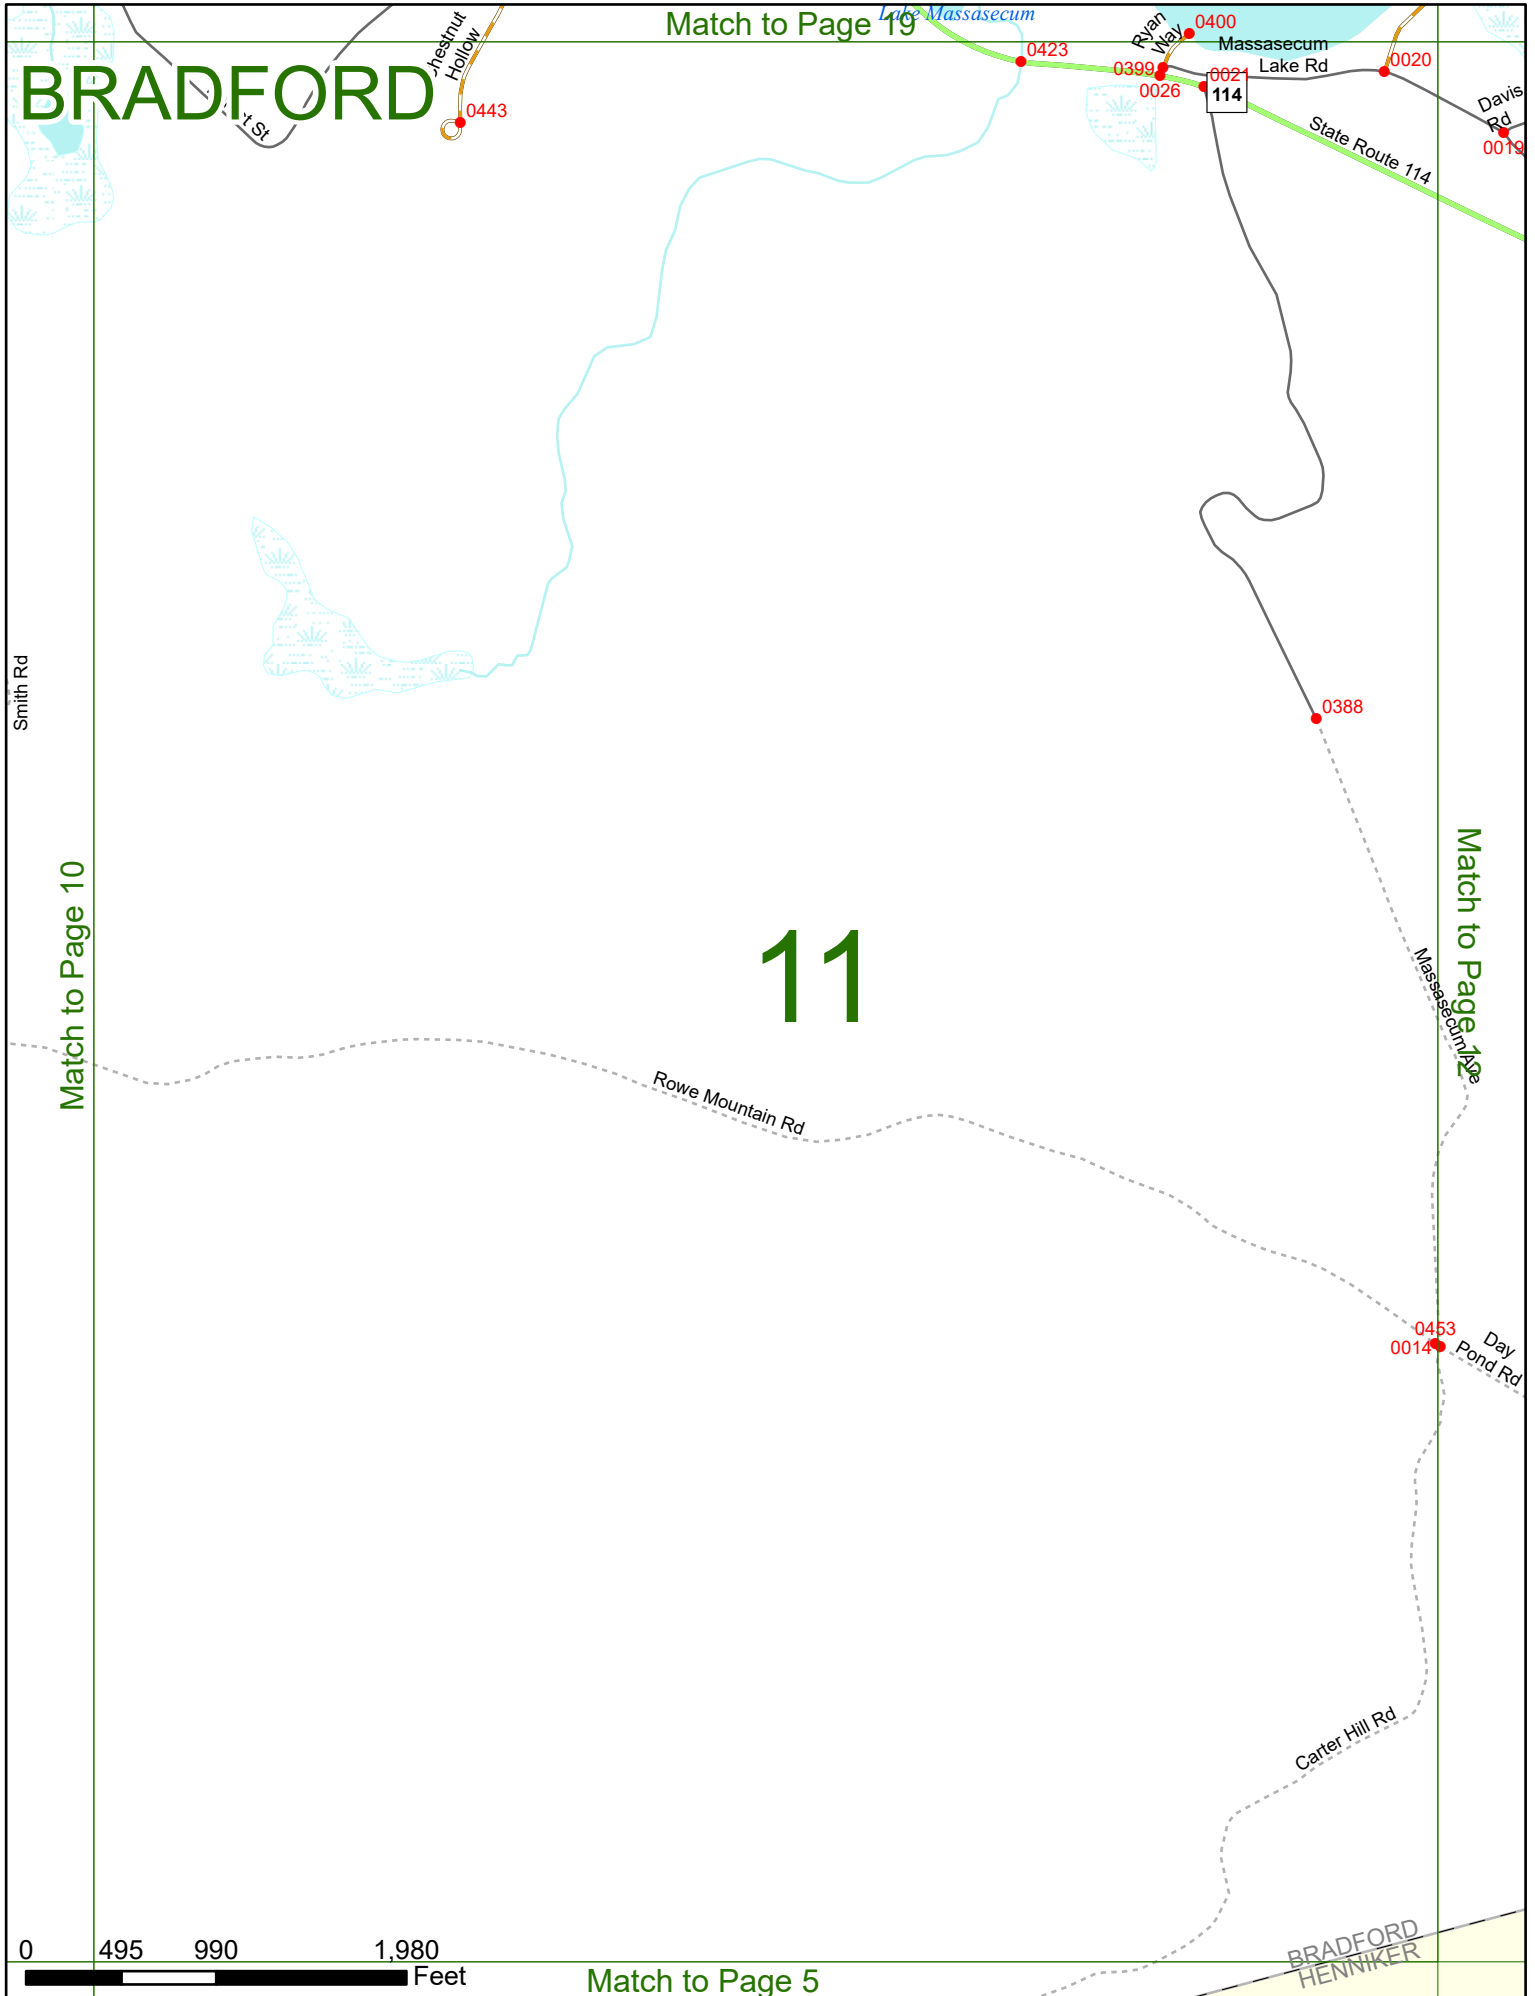 Match to Page 19
Lake Massasecum
BRADFORD
hestnut
Hollow
0443
0423
Ryan
Way
0400
Massasecum
Lake Rd
0399
0026
0021
114
0020
Davis
Rd
0019
State Route 114
t St
Smith Rd
0388
Match to Page 10
11
Match to Page 12
Massasecum Ave
Rowe Mountain Rd
0453
0014
Day
Pond Rd
Carter Hill Rd
BRADFORD
HENNIKER
0 495 990 1,980
Feet
Match to Page 5